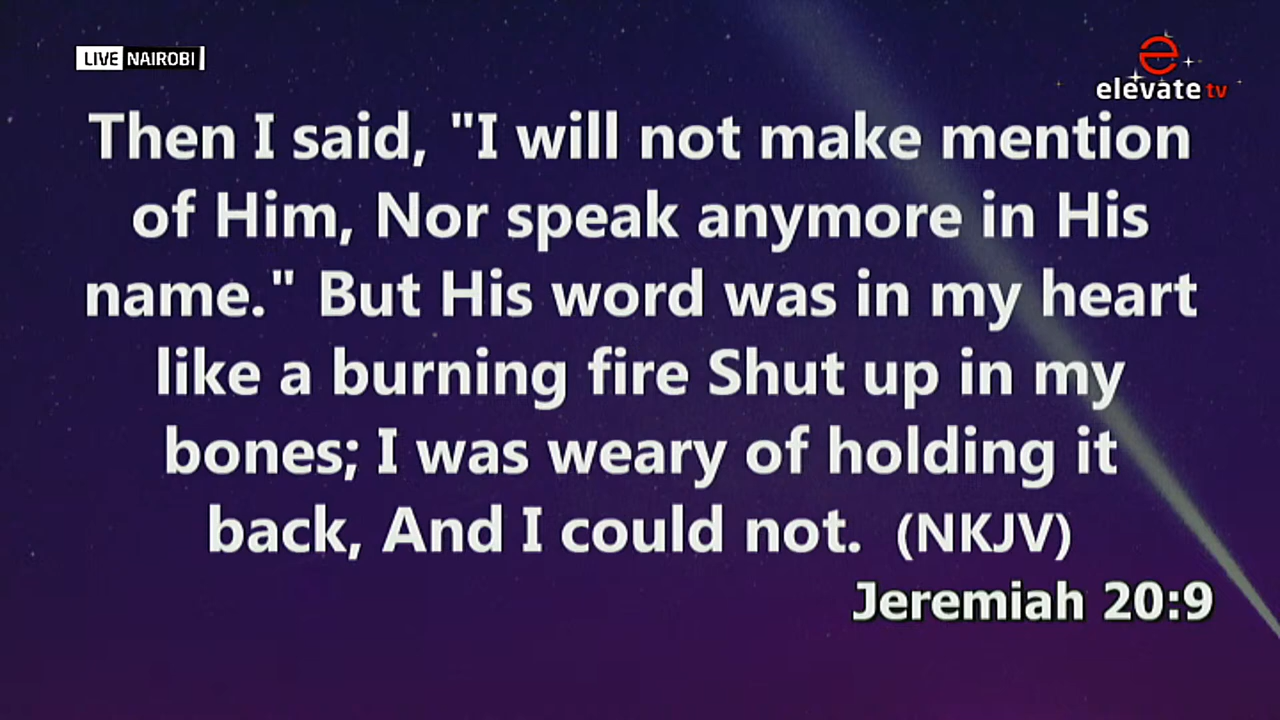 LIVE NAIROBI
elevate tv
Then I said, "I will not make mention
of Him, Nor speak anymore in His
name." But His word was in my heart
like a burning fire Shut up in my
bones; I was weary of holding it
back, And I could not. (NKJV)
Jeremiah 20:9